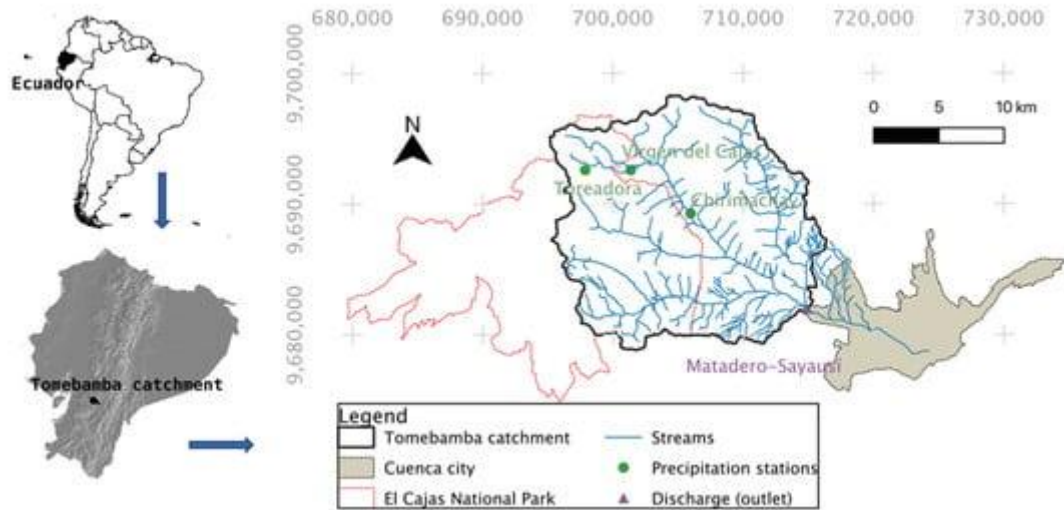 680,000 690,000 700,000 710,000 720,000 730,000
9,700,000
9,690,000
9,680,000
Ecuador
N
0 5 10 km
Virgen del Cajas
Toreadora
Chirimachay
Tomebamba catchment
Matadero-Sayausí
Legend
Tomebamba catchment
Streams
Cuenca city
Precipitation stations
El Cajas National Park
Discharge (outlet)